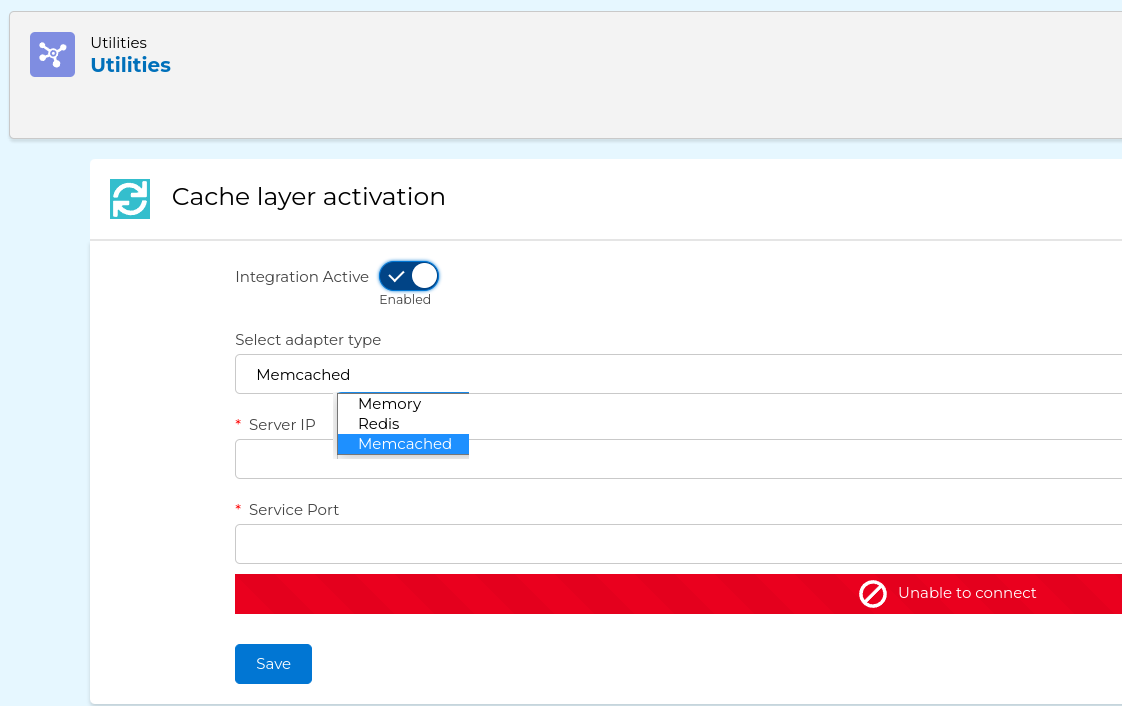 Utilities
Utilities
Cache layer activation
Integration Active
Enabled
Select adapter type
Memcached
Memory
Redis
Memcached
* Server IP
* Service Port
Unable to connect
Save